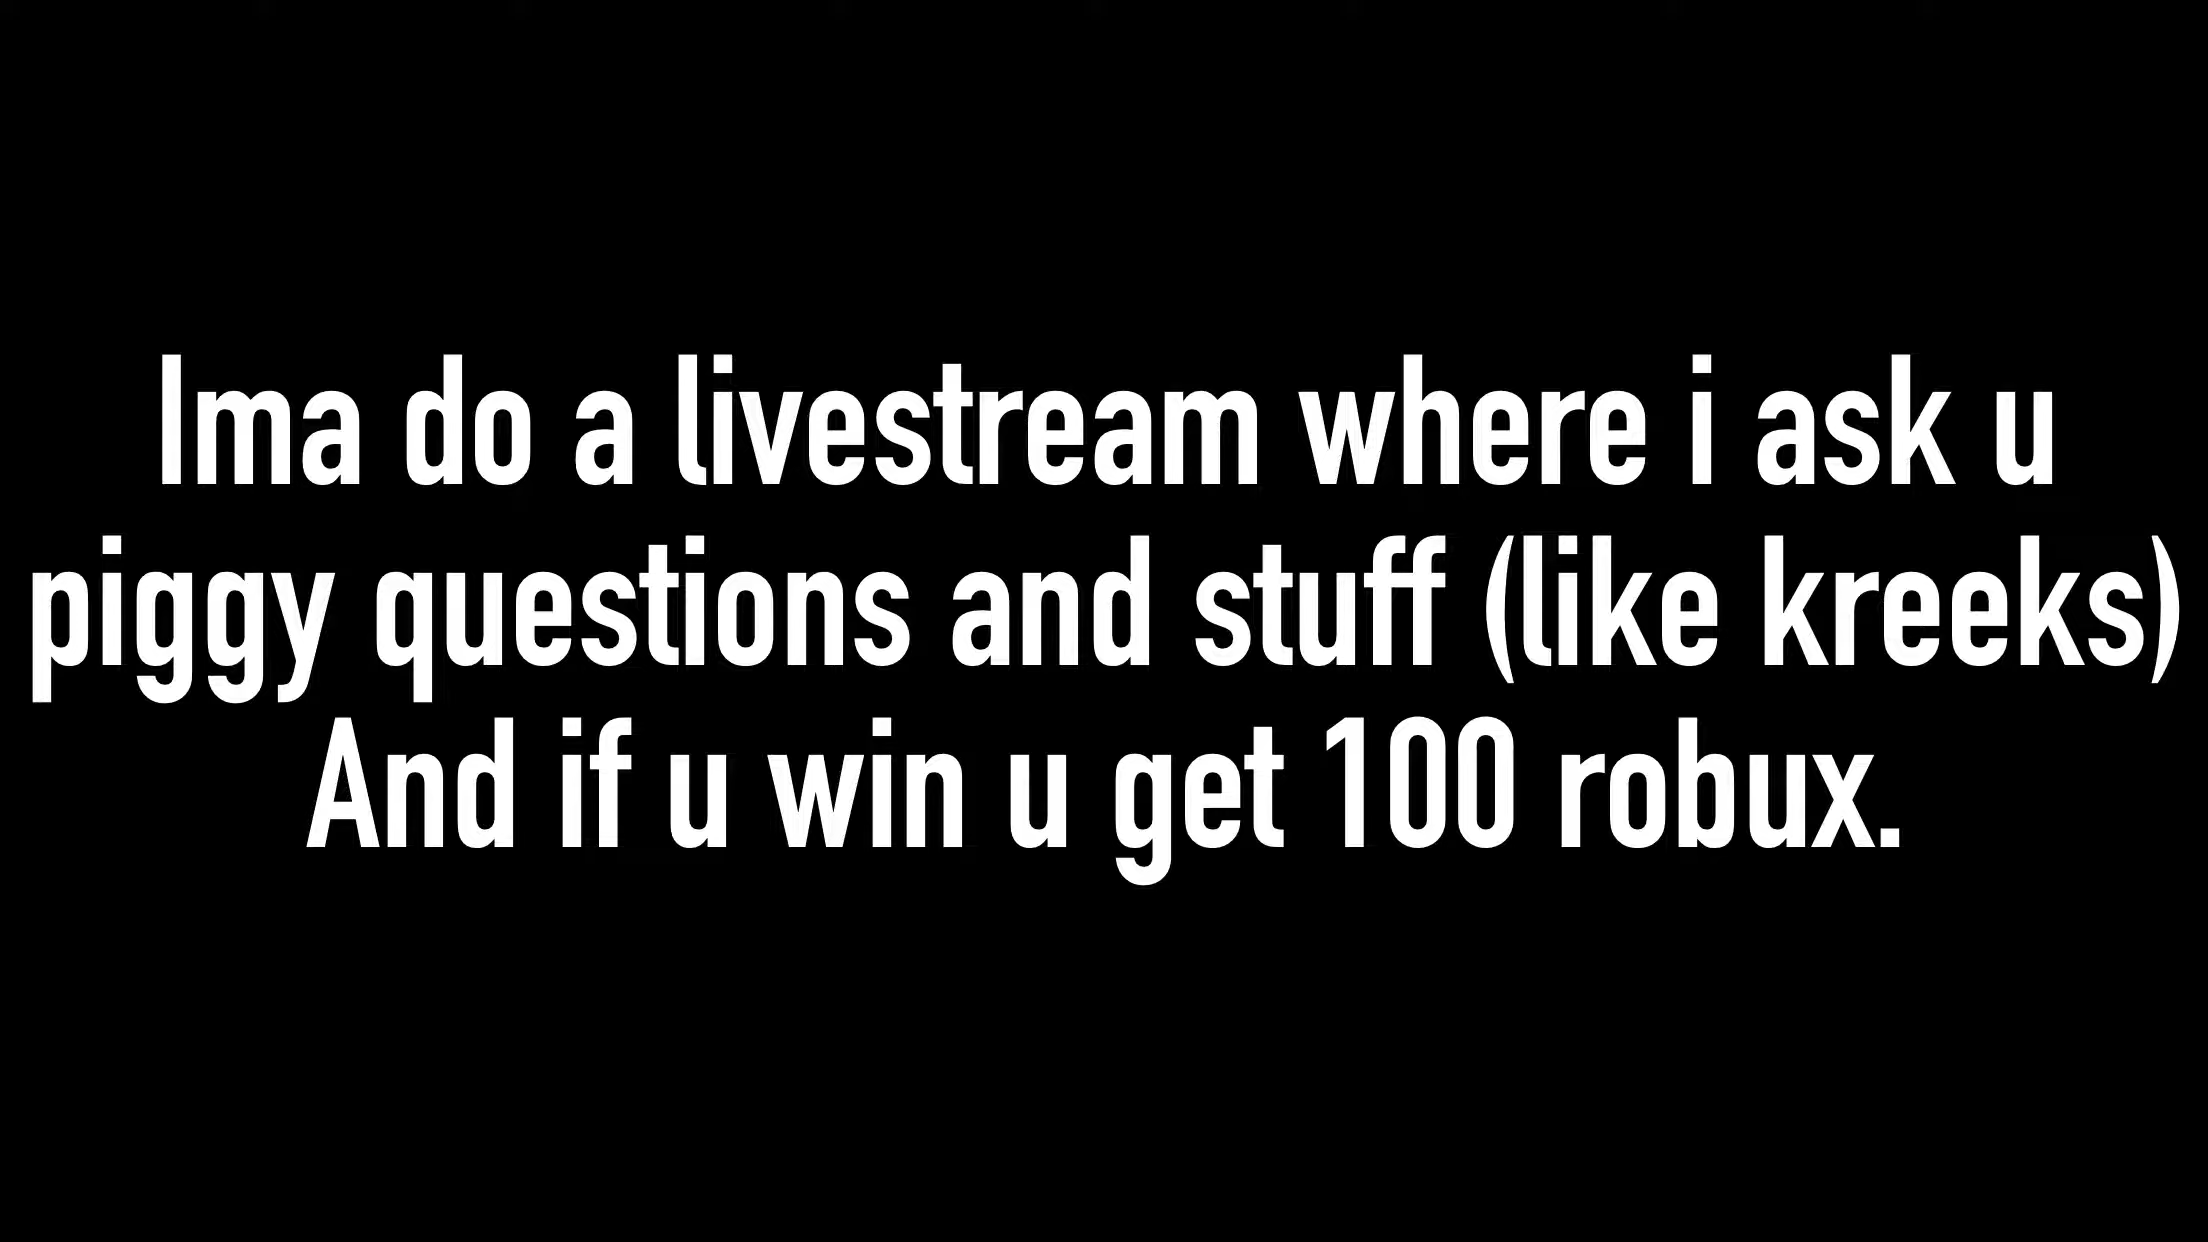 Ima do a livestream where i ask u
piggy questions and stuff (like kreeks)
And if u win u get 100 robux.